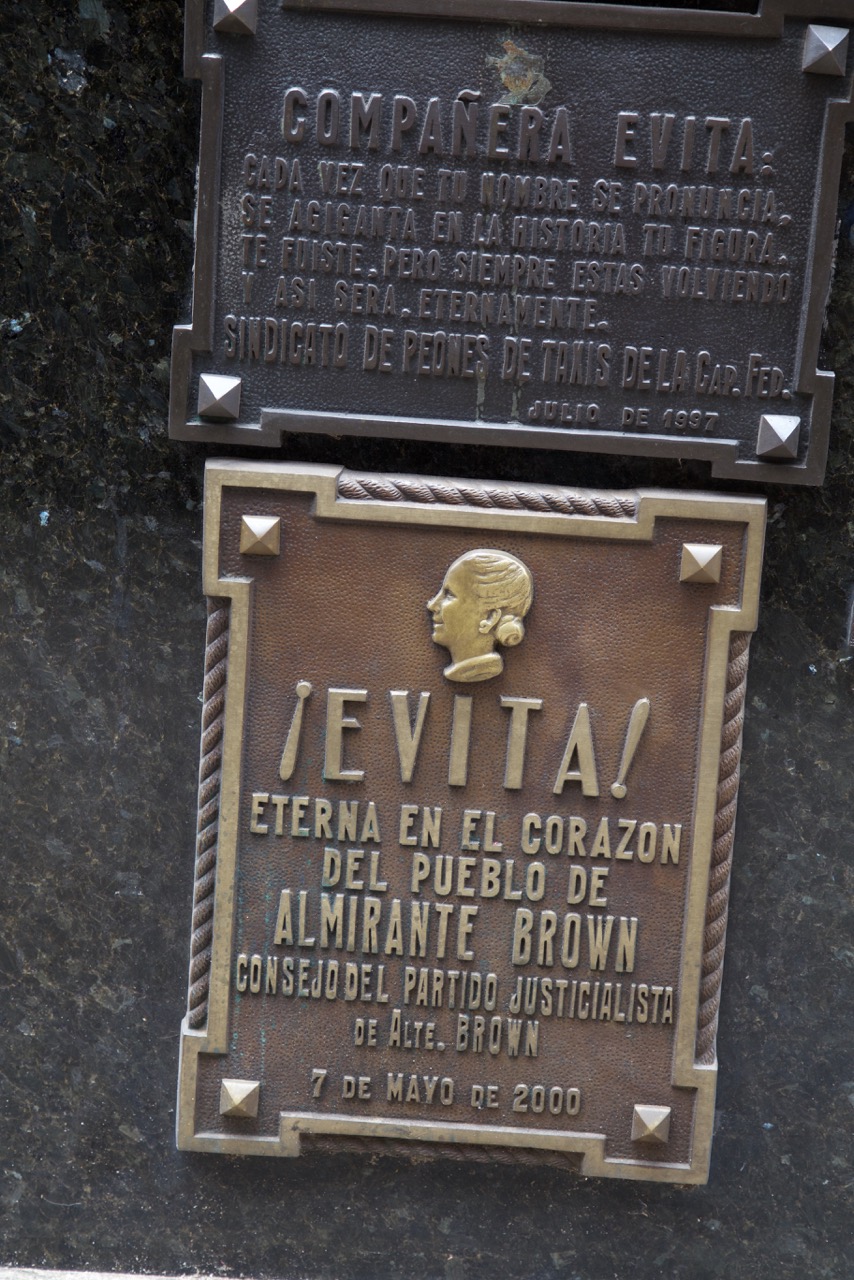 COMPAÑERA EVITA:
CADA VEZ QUE TU NOMBRE SE PRONUNCIA,
SE AGIGANTA EN LA HISTORIA TU FIGURA.
TE FUISTE, PERO SIEMPRE ESTAS VOLVIENDO
Y ASI SERA, ETERNAMENTE.
SINDICATO DE PEONES DE TAXIS DE LA CAP. FED.
JULIO DE 1997
¡EVITA!
ETERNA EN EL CORAZON
DEL PUEBLO DE
ALMIRANTE BROWN
CONSEJO DEL PARTIDO JUSTICIALISTA
DE ALTE. BROWN
7 DE MAYO DE 2000